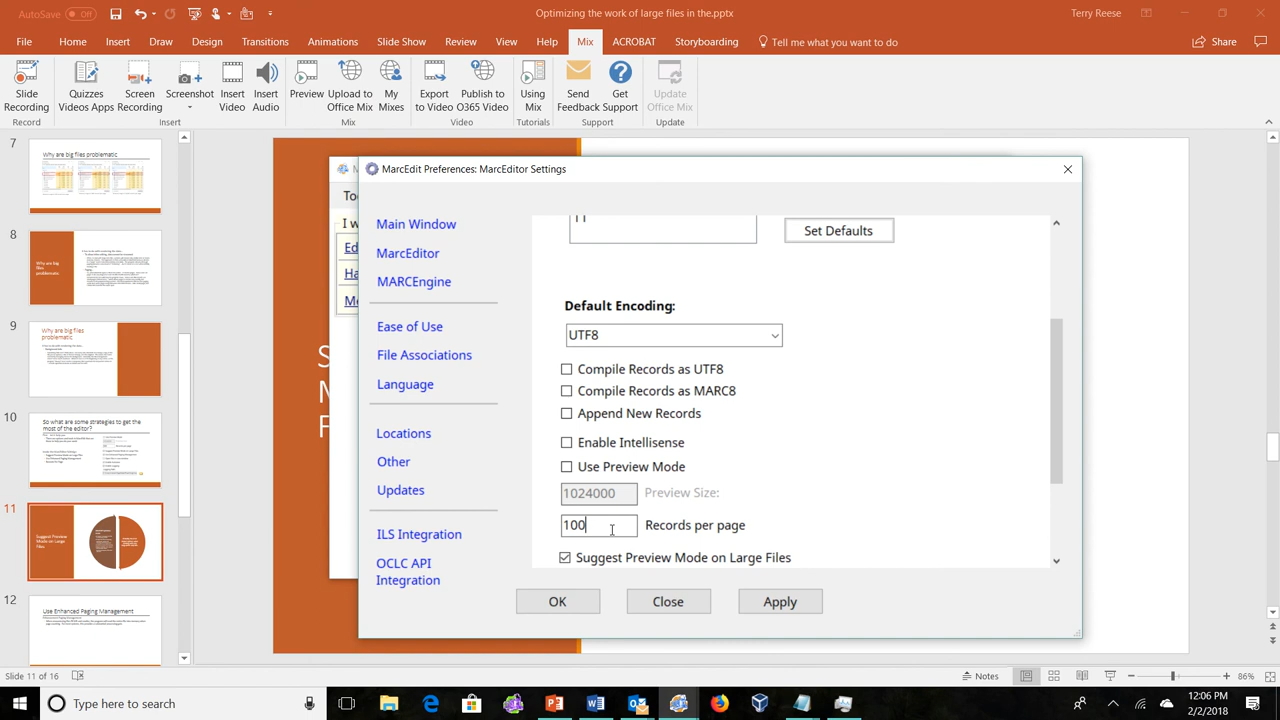 AutoSave Off
Optimizing the work of large files in the.pptx
Terry Reese
File Home Insert Draw Design Transitions Animations Slide Show Review View Help Mix ACROBAT Storyboarding Tell me what you want to do Share
Slide Recording
Quizzes Videos Apps
Screen Recording
Screenshot
Insert Video
Insert Audio
Preview
Upload to Office Mix
My Mixes
Export to Video
Publish to O365 Video
Using Mix
Send Feedback
Get Support
Update Office Mix
Record Insert Mix Video Tutorials Support Update
7
Why are big files problematic
8
Why are big files problematic
9
Why are big files problematic
10
So what are some strategies to get the most of the editor?
11
Suggest Preview Mode on Large Files
12
Use Enhanced Paging Management
MarcEdit Preferences: MarcEditor Settings
To
I w
Ed
Ha
Me
S
M
F
Main Window
MarcEditor
MARCEngine
Ease of Use
File Associations
Language
Locations
Other
Updates
ILS Integration
OCLC API
Integration
11
Set Defaults
Default Encoding:
UTF8
Compile Records as UTF8
Compile Records as MARC8
Append New Records
Enable Intellisense
Use Preview Mode
1024000 Preview Size:
100 Records per page
Suggest Preview Mode on Large Files
OK Close Apply
Slide 11 of 16
Notes
86%
Type here to search
12:06 PM
2/2/2018